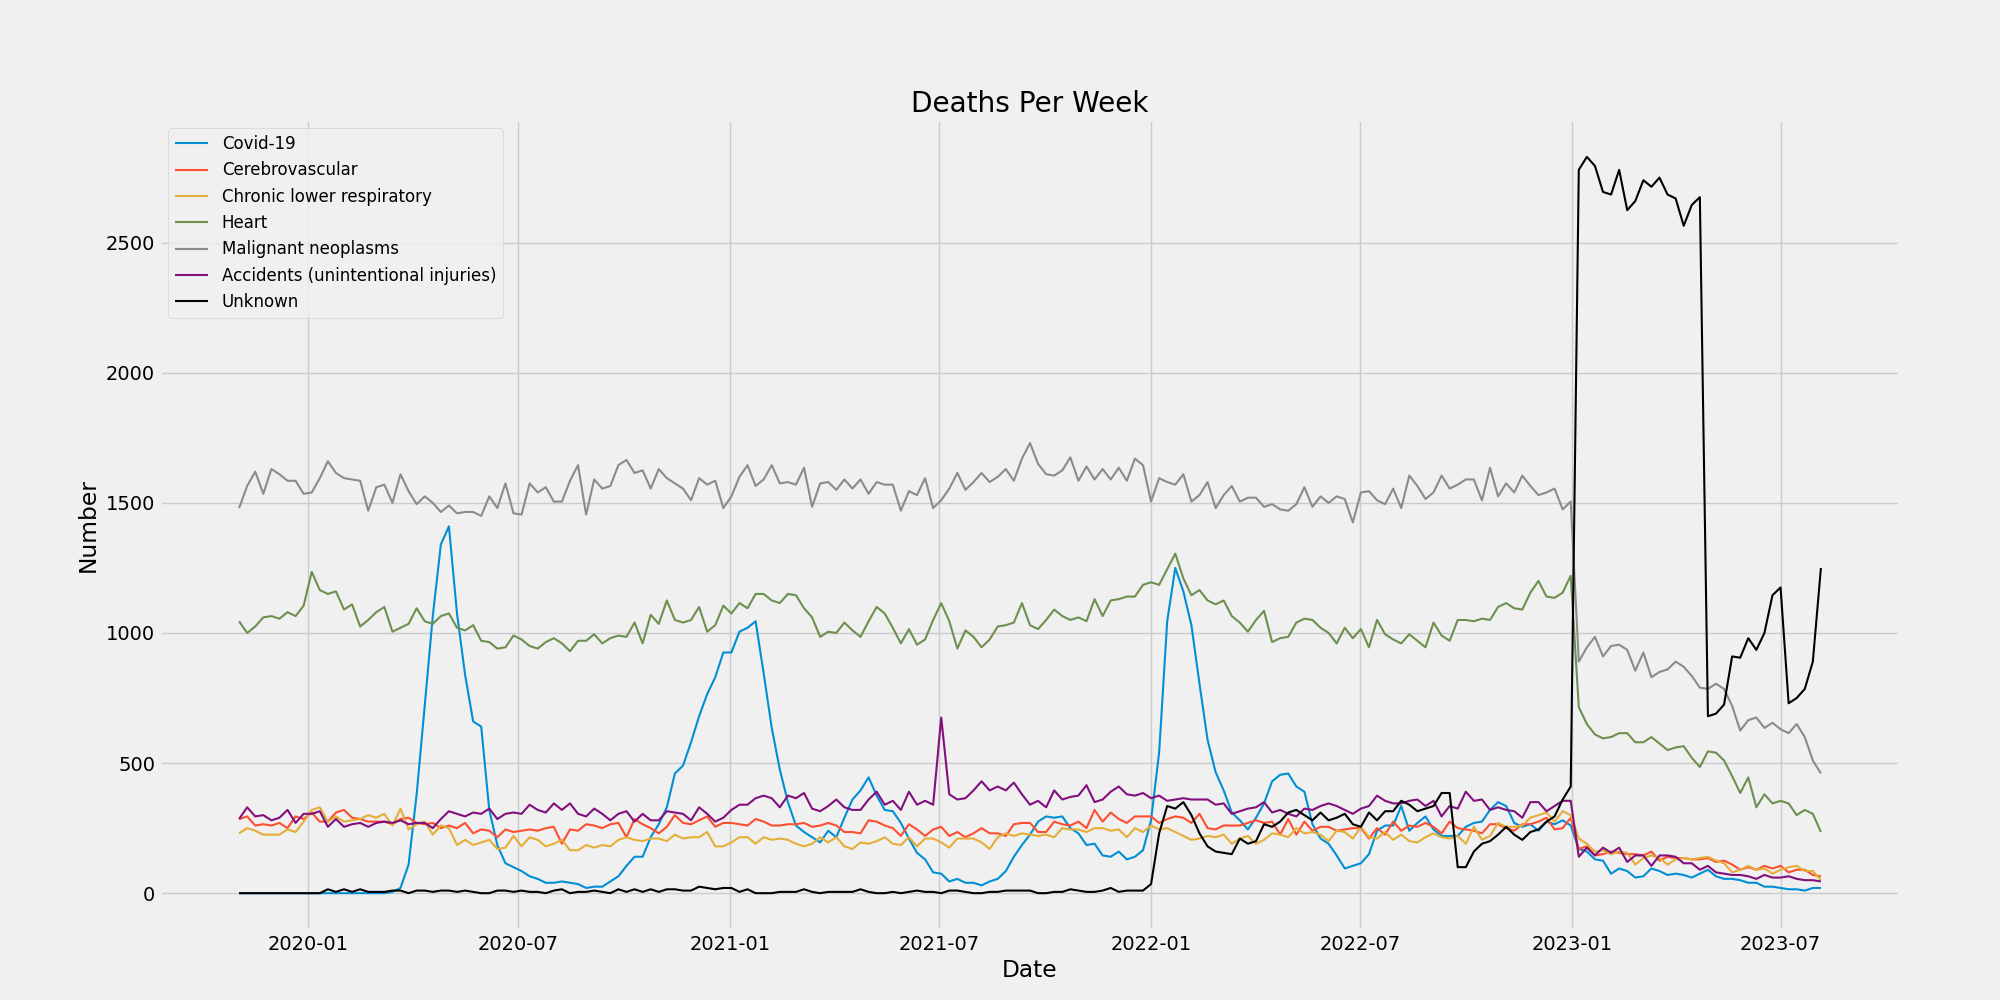 Deaths Per Week
Covid-19
Cerebrovascular
Chronic lower respiratory
Heart
Malignant neoplasms
Accidents (unintentional injuries)
Unknown
Number
2500
2000
1500
1000
500
0
2020-01 2020-07 2021-01 2021-07 2022-01 2022-07 2023-01 2023-07
Date